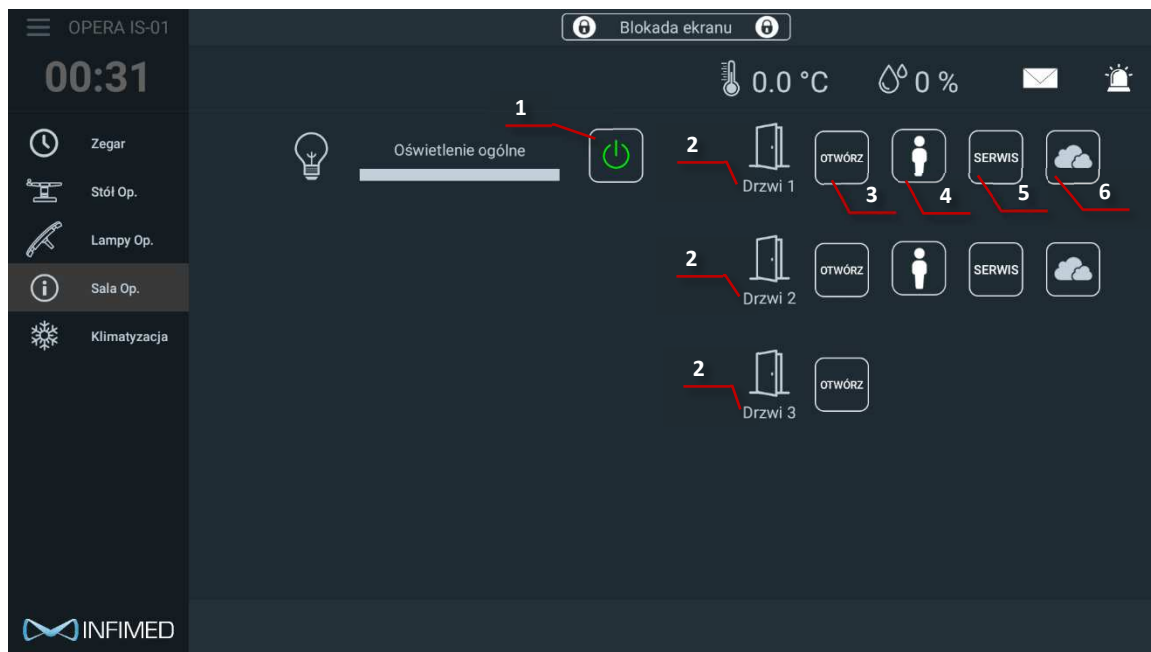 OPERA IS-01
Blokada ekranu
00:31
0.0 °C
0 %
1
Zegar
Oświetlenie ogólne
2
Drzwi 1
OTWÓRZ
SERWIS
3
4
5
6
Stół Op.
Lampy Op.
2
Drzwi 2
OTWÓRZ
SERWIS
Sala Op.
Klimatyzacja
2
Drzwi 3
OTWÓRZ
INFIMED